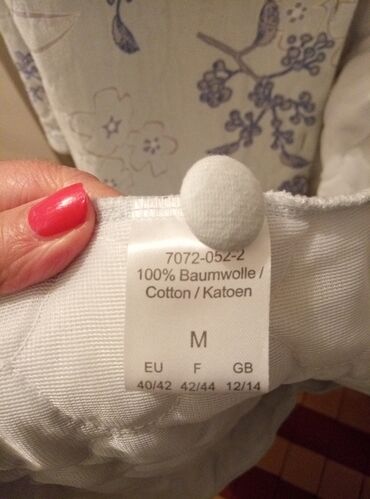 7072-052-2
100% Baumwolle /
Cotton / Katoen
M
EU F GB
40/42 42/44 12/14